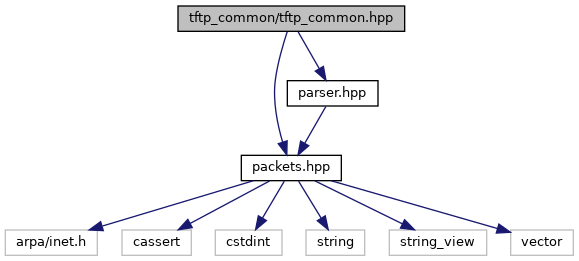 tftp_common/tftp_common.hpp
parser.hpp
packets.hpp
arpa/inet.h
cassert
cstdint
string
string_view
vector